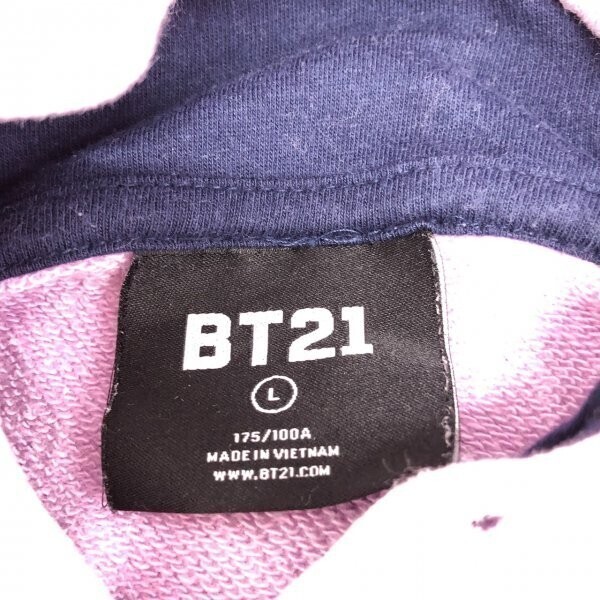 BT21
L
175/100A
MADE IN VIETNAM
WWW.BT21.COM